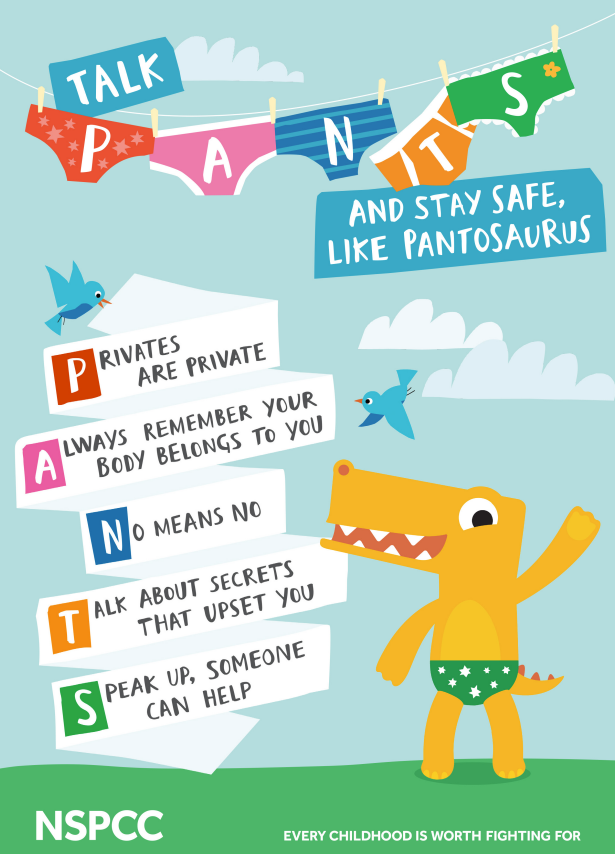 TALK
PANTS
AND STAY SAFE,
LIKE PANTOSAURUS
PRIVATES
ARE PRIVATE
ALWAYS REMEMBER YOUR
BODY BELONGS TO YOU
NO MEANS NO
TALK ABOUT SECRETS
THAT UPSET YOU
SPEAK UP, SOMEONE
CAN HELP
NSPCC
EVERY CHILDHOOD IS WORTH FIGHTING FOR